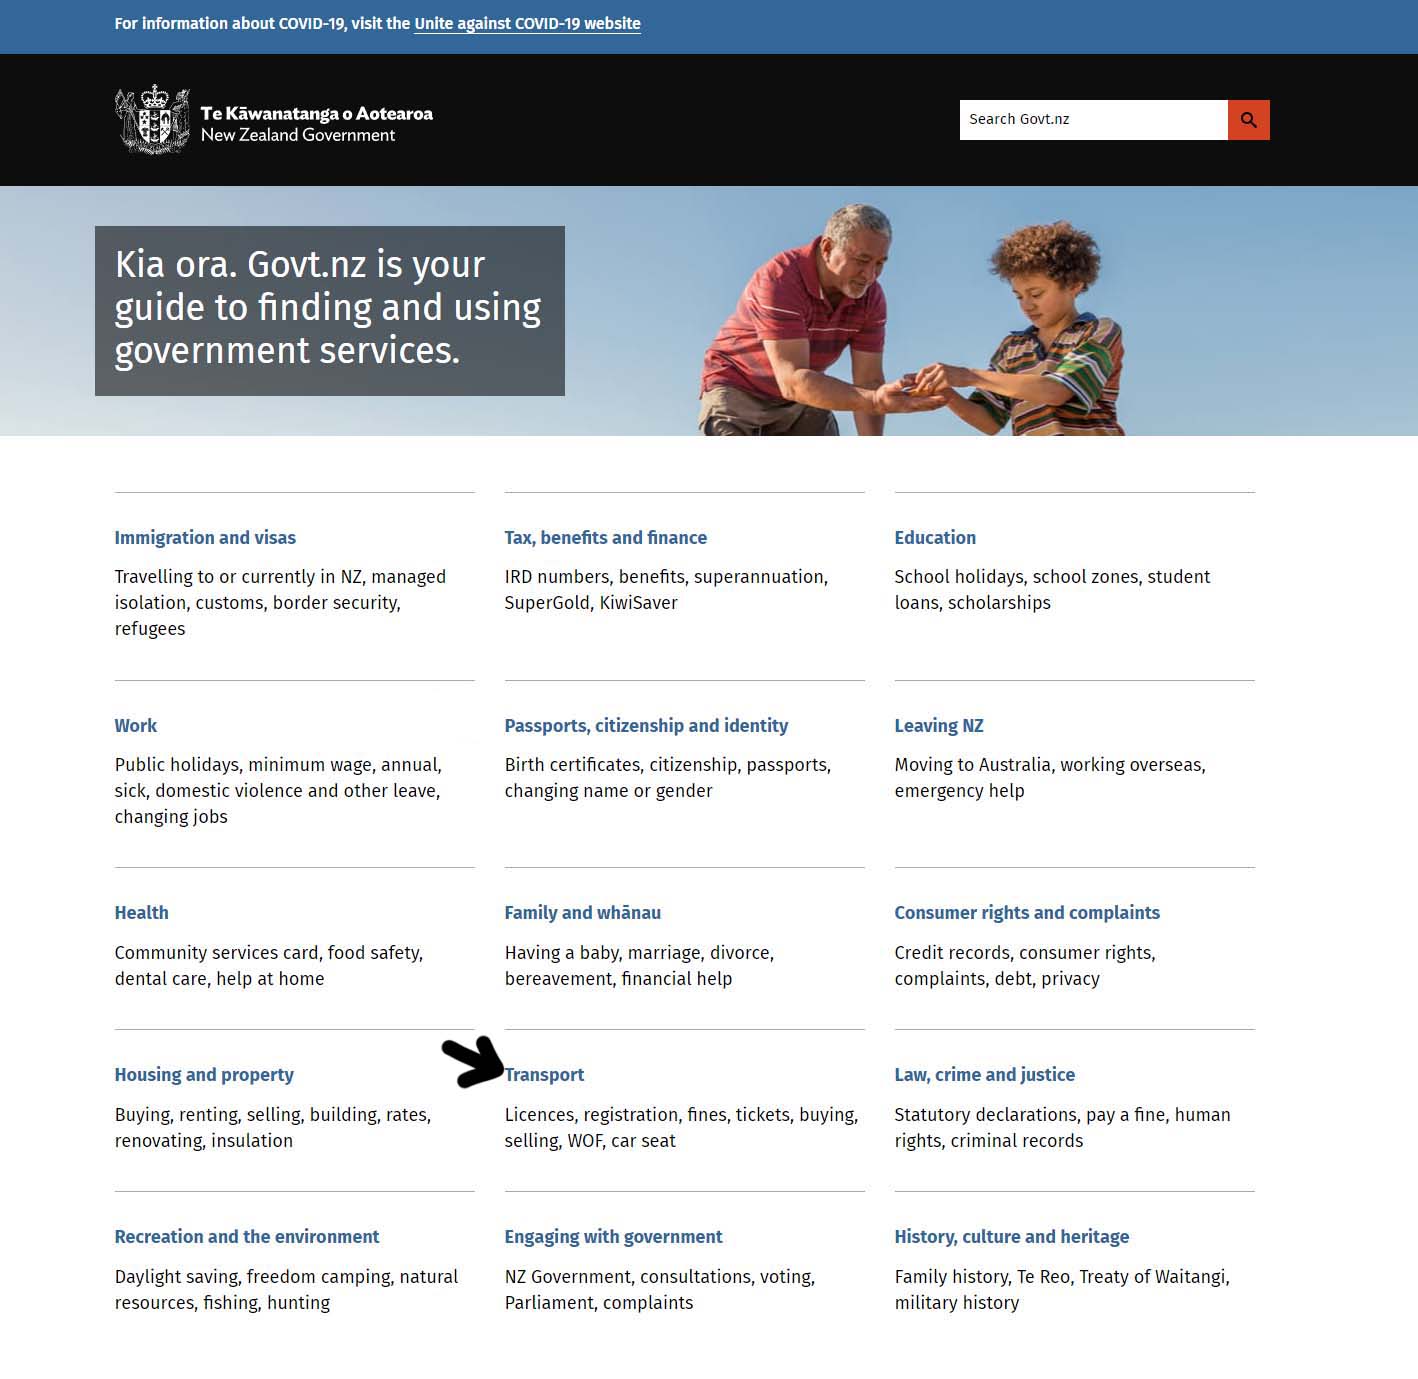 For information about COVID-19, visit the Unite against COVID-19 website
Te Kāwanatanga o Aotearoa
New Zealand Government
Search Govt.nz
Kia ora. Govt.nz is your
guide to finding and using
government services.
Immigration and visas
Travelling to or currently in NZ, managed
isolation, customs, border security,
refugees
Tax, benefits and finance
IRD numbers, benefits, superannuation,
SuperGold, KiwiSaver
Education
School holidays, school zones, student
loans, scholarships
Work
Public holidays, minimum wage, annual,
sick, domestic violence and other leave,
changing jobs
Passports, citizenship and identity
Birth certificates, citizenship, passports,
changing name or gender
Leaving NZ
Moving to Australia, working overseas,
emergency help
Health
Community services card, food safety,
dental care, help at home
Family and whānau
Having a baby, marriage, divorce,
bereavement, financial help
Consumer rights and complaints
Credit records, consumer rights,
complaints, debt, privacy
Housing and property
Buying, renting, selling, building, rates,
renovating, insulation
Transport
Licences, registration, fines, tickets, buying,
selling, WOF, car seat
Law, crime and justice
Statutory declarations, pay a fine, human
rights, criminal records
Recreation and the environment
Daylight saving, freedom camping, natural
resources, fishing, hunting
Engaging with government
NZ Government, consultations, voting,
Parliament, complaints
History, culture and heritage
Family history, Te Reo, Treaty of Waitangi,
military history